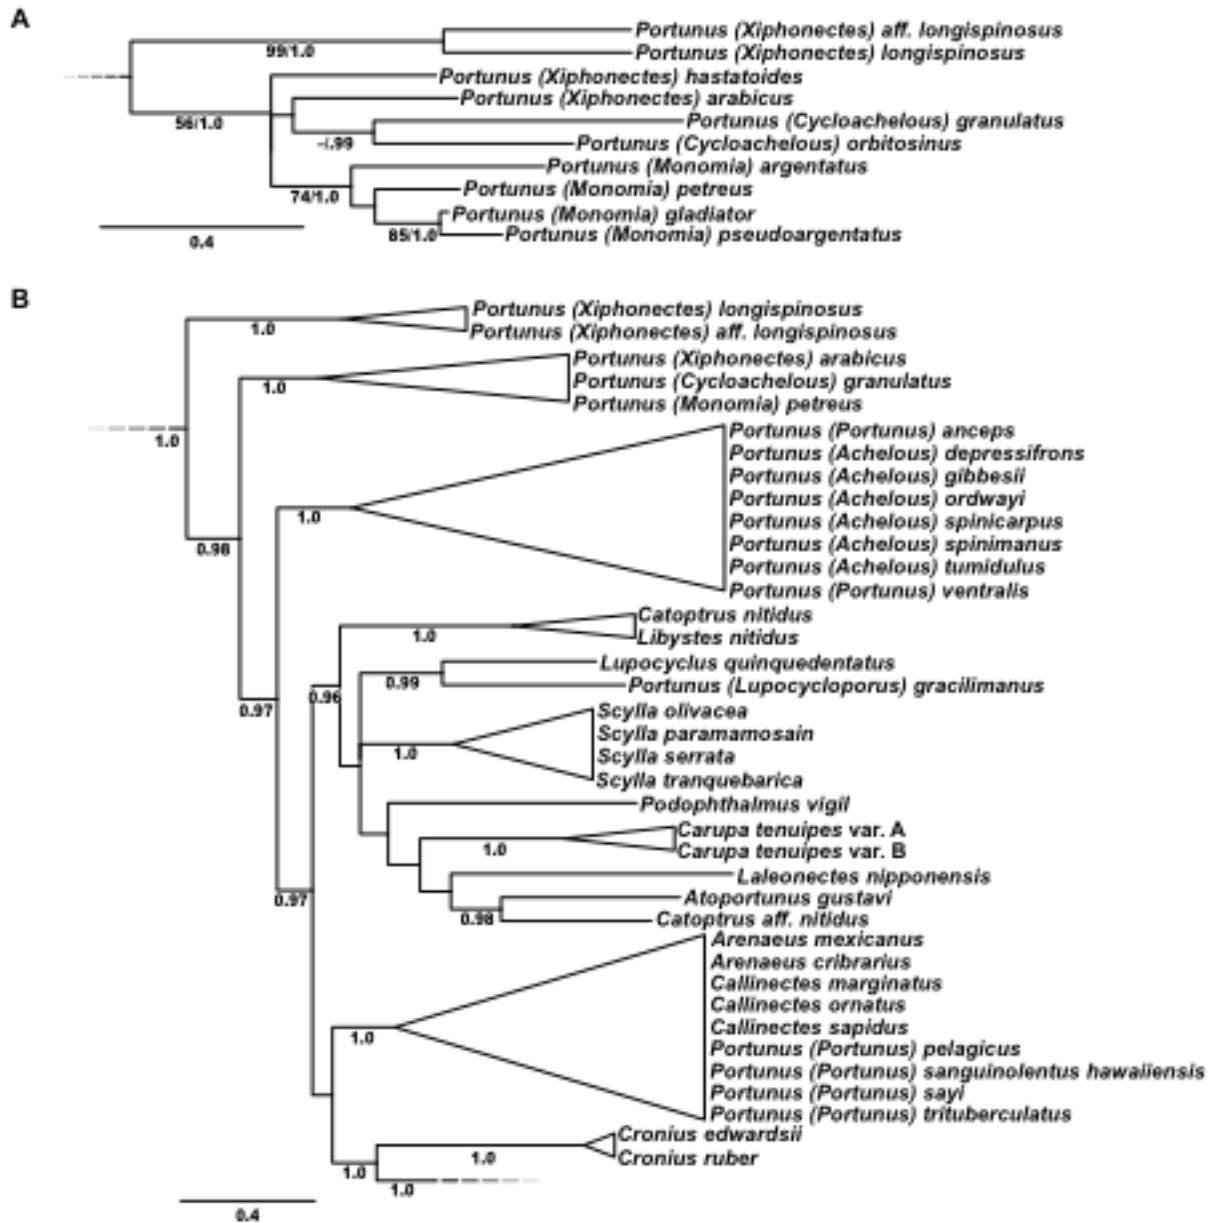 A
Portunus (Xiphonectes) aff. longispinosus
99/1.0
Portunus (Xiphonectes) longispinosus
Portunus (Xiphonectes) hastatoides
Portunus (Xiphonectes) arabicus
56/1.0
Portunus (Cycloachelous) granulatus
-/.99
Portunus (Cycloachelous) orbitosinus
Portunus (Monomia) argentatus
74/1.0
Portunus (Monomia) petreus
Portunus (Monomia) gladiator
85/1.0
Portunus (Monomia) pseudoargentatus
0.4
B
Portunus (Xiphonectes) longispinosus
1.0
Portunus (Xiphonectes) aff. longispinosus
Portunus (Xiphonectes) arabicus
1.0
Portunus (Cycloachelous) granulatus
Portunus (Monomia) petreus
1.0
Portunus (Portunus) anceps
Portunus (Achelous) depressifrons
Portunus (Achelous) gibbesii
Portunus (Achelous) ordwayi
1.0
Portunus (Achelous) spinicarpus
0.98
Portunus (Achelous) spinimanus
Portunus (Achelous) tumidulus
Portunus (Portunus) ventralis
Catoptrus nitidus
1.0
Libystes nitidus
Lupocyclus quinquedentatus
0.99
Portunus (Lupocycloporus) gracilimanus
0.96
0.97
Scylla olivacea
Scylla paramamosain
1.0
Scylla serrata
Scylla tranquebarica
Podophthalmus vigil
Carupa tenuipes var. A
1.0
Carupa tenuipes var. B
Laleonectes nipponensis
0.97
Atoportunus gustavi
0.98
Catoptrus aff. nitidus
Arenaeus mexicanus
Arenaeus cribrarius
Callinectes marginatus
Callinectes ornatus
Callinectes sapidus
1.0
Portunus (Portunus) pelagicus
Portunus (Portunus) sanguinolentus hawaiiensis
Portunus (Portunus) sayi
Portunus (Portunus) trituberculatus
Cronius edwardsii
1.0
Cronius ruber
1.0
1.0
0.4